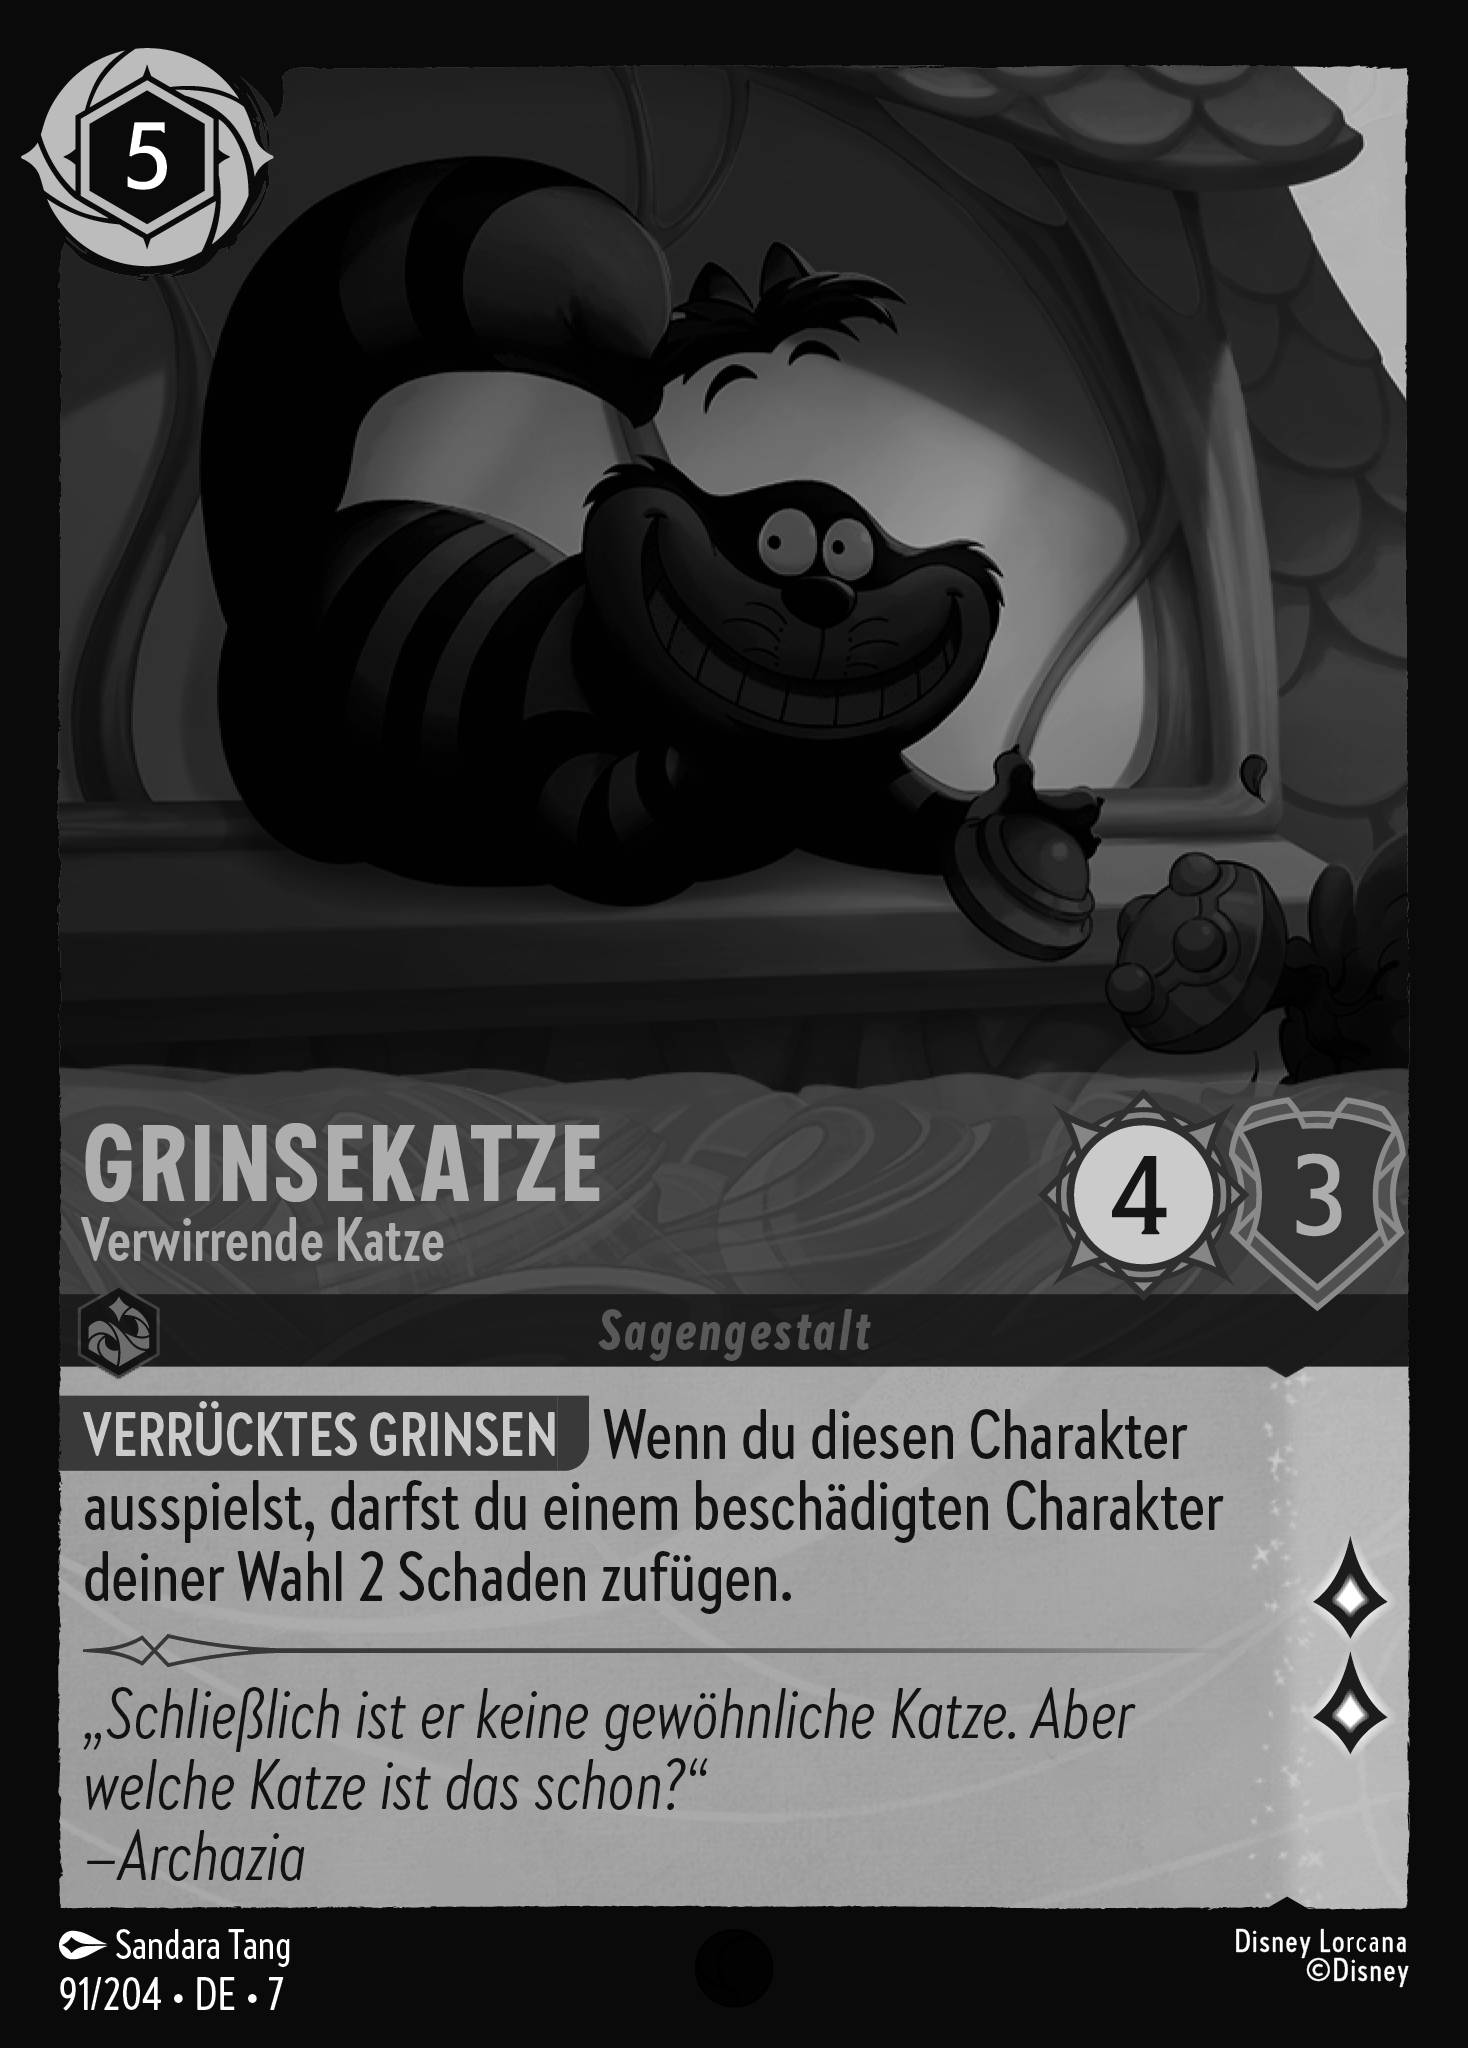 5
GRINSEKATZE
Verwirrende Katze
4
3
Sagengestalt
VERRÜCKTES GRINSEN Wenn du diesen Charakter
ausspielst, darfst du einem beschädigten Charakter
deiner Wahl 2 Schaden zufügen.
„Schließlich ist er keine gewöhnliche Katze. Aber
welche Katze ist das schon?“
–Archazia
Sandara Tang
91/204 • DE • 7
Disney Lorcana
©Disney